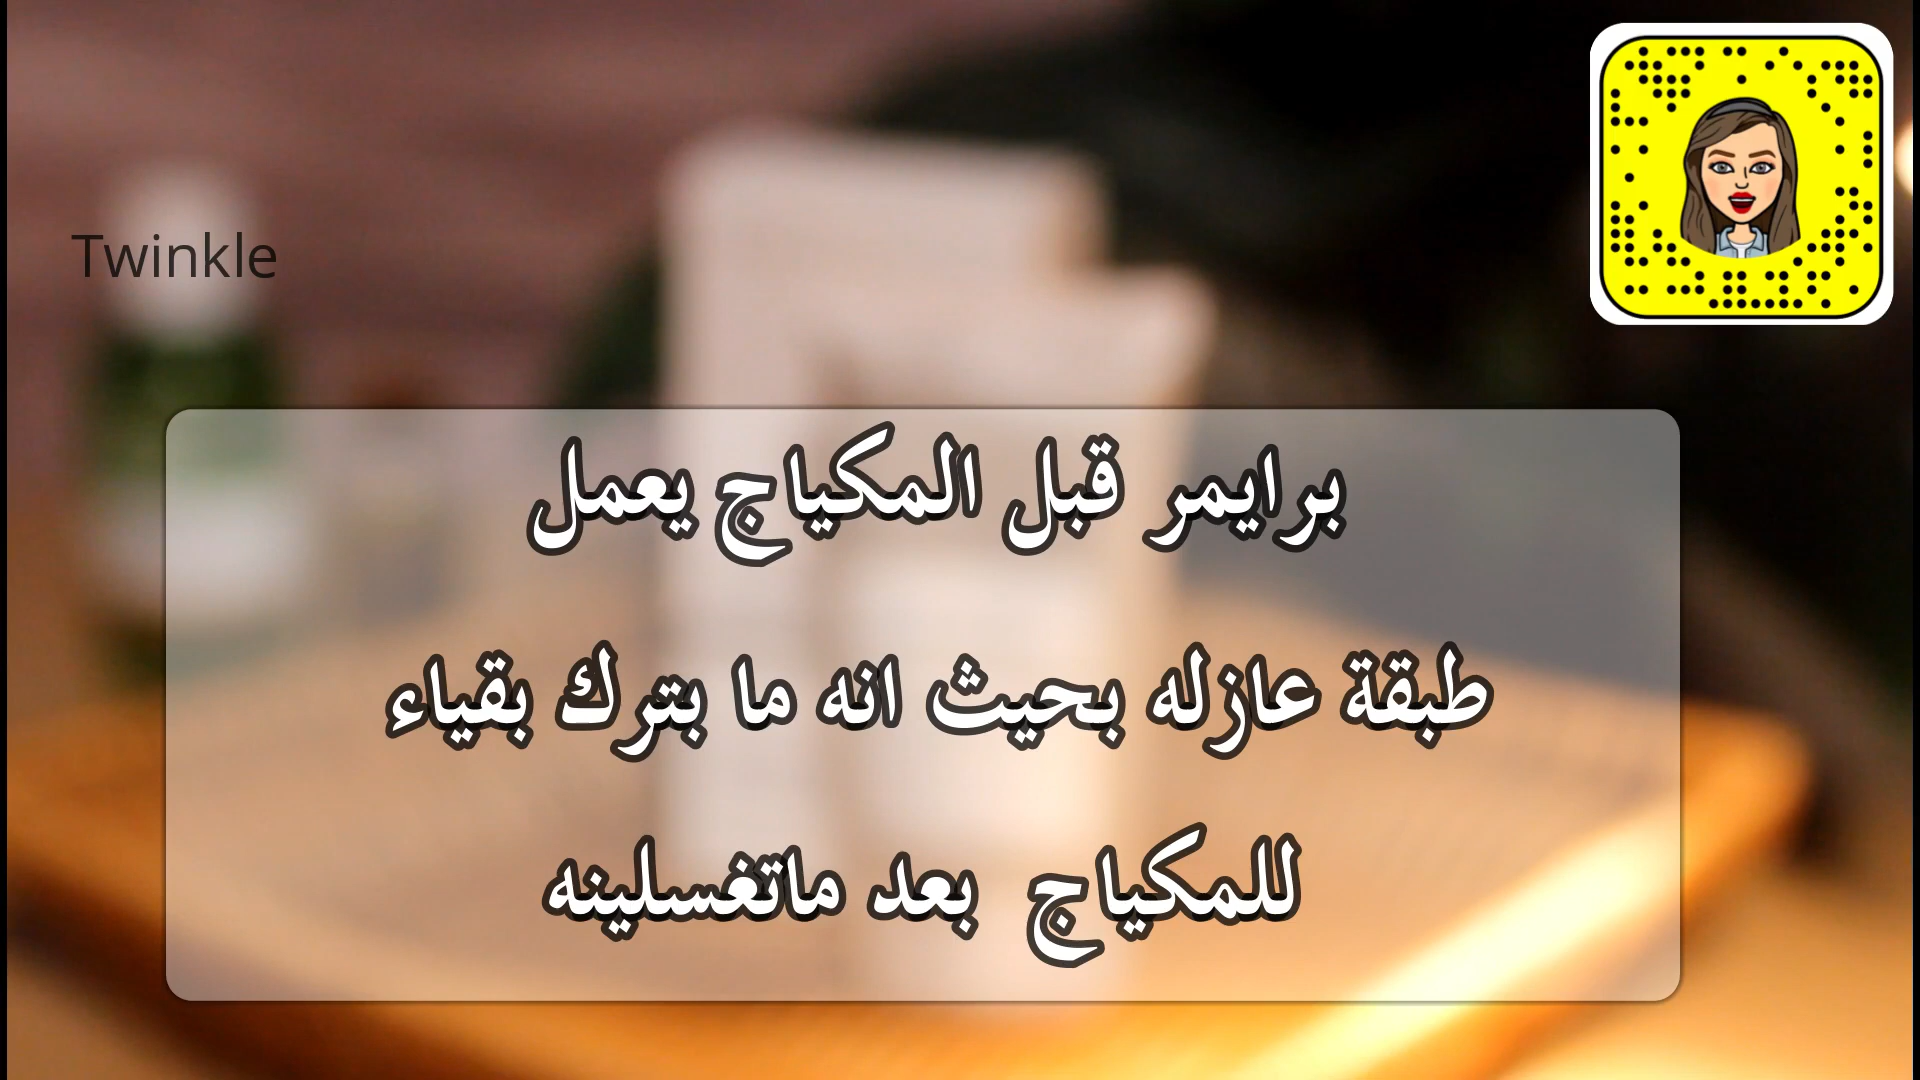 Twinkle
برايمر قبل المكياج يعمل
طبقة عازله بحيث انه ما بترك بقياء
للمكياج بعد ماتغسلينه